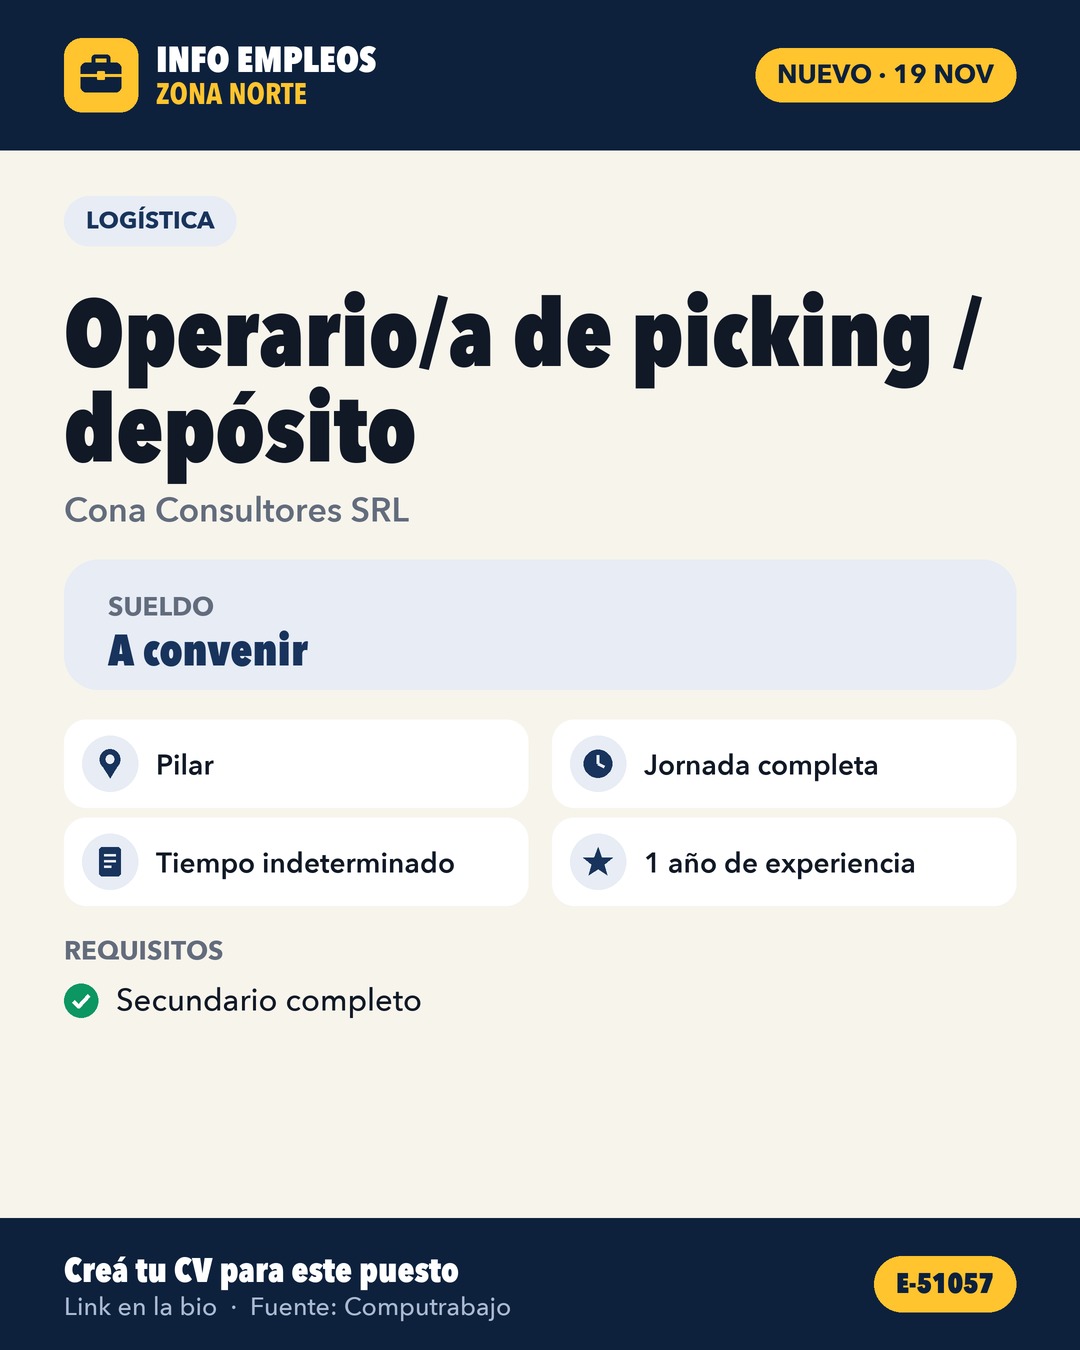 INFO EMPLEOS
ZONA NORTE
NUEVO · 19 NOV
LOGÍSTICA
Operario/a de picking /
depósito
Cona Consultores SRL
SUELDO
A convenir
Pilar
Jornada completa
Tiempo indeterminado
1 año de experiencia
REQUISITOS
Secundario completo
Creá tu CV para este puesto
Link en la bio · Fuente: Computrabajo
E-51057